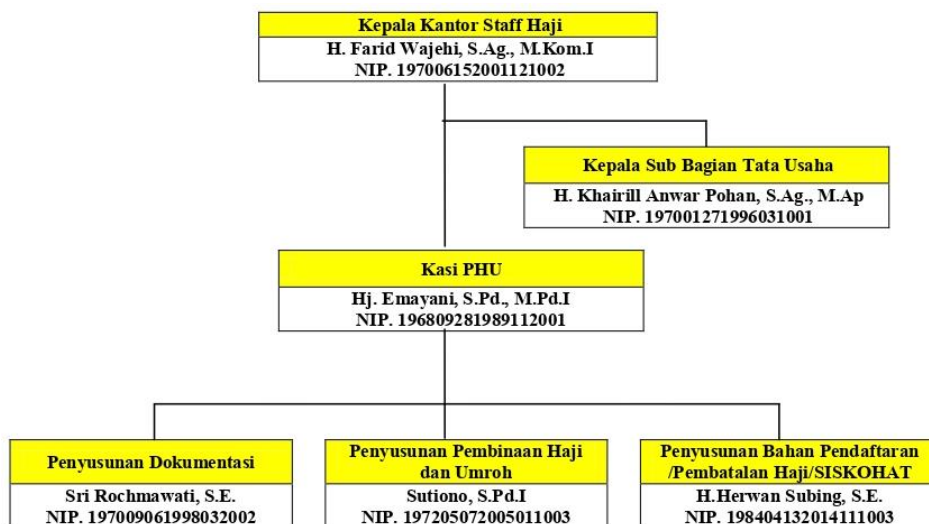 Kepala Kantor Staff Haji
H. Farid Wajehi, S.Ag., M.Kom.I
NIP. 197006152001121002
Kepala Sub Bagian Tata Usaha
H. Khairill Anwar Pohan, S.Ag., M.Ap
NIP. 197001271996031001
Kasi PHU
Hj. Emayani, S.Pd., M.Pd.I
NIP. 196809281989112001
Penyusunan Dokumentasi
Sri Rochmawati, S.E.
NIP. 197009061998032002
Penyusunan Pembinaan Haji
dan Umroh
Sutiono, S.Pd.I
NIP. 197205072005011003
Penyusunan Bahan Pendaftaran
/Pembatalan Haji/SISKOHAT
H.Herwan Subing, S.E.
NIP. 198404132014111003